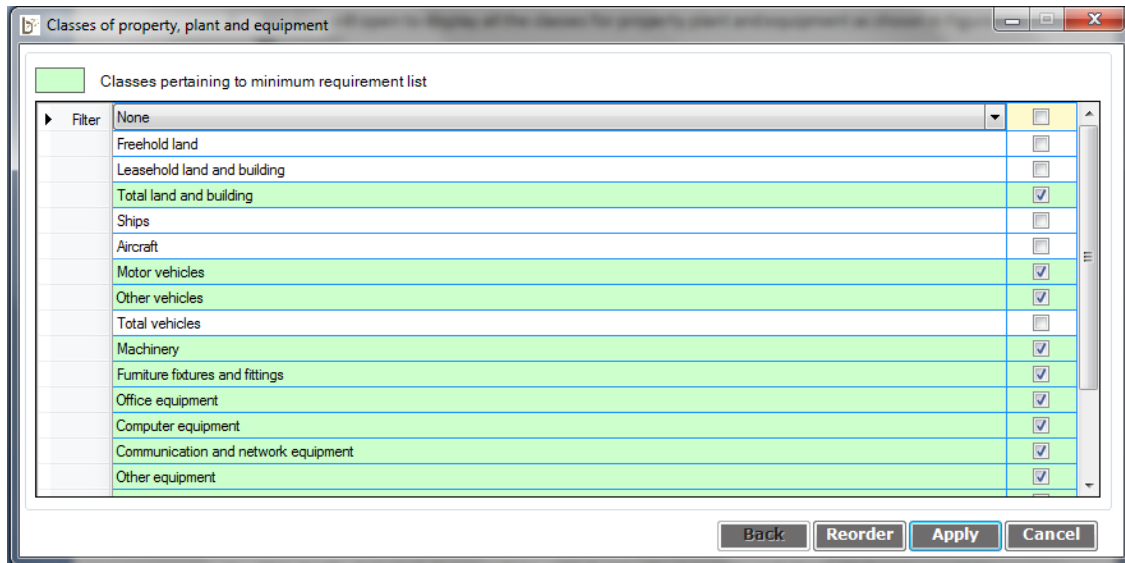 Classes of property, plant and equipment
Classes pertaining to minimum requirement list
Filter None
Freehold land
Leasehold land and building
Total land and building
Ships
Aircraft
Motor vehicles
Other vehicles
Total vehicles
Machinery
Furniture fixtures and fittings
Office equipment
Computer equipment
Communication and network equipment
Other equipment
Back Reorder Apply Cancel